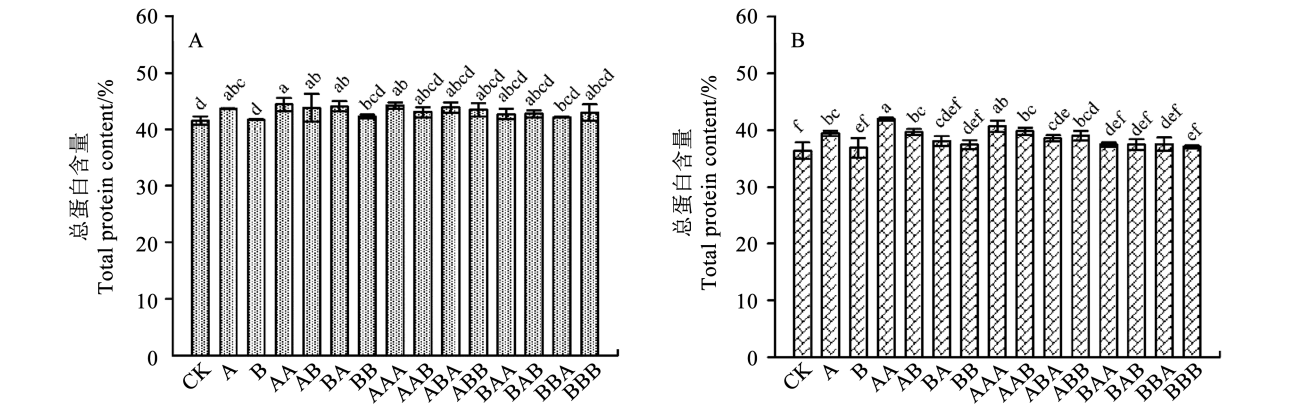 A
总蛋白含量
Total protein content/%
60
50
40
30
20
10
0
d abc d a ab ab bcd ab abcd abcd abcd abcd abcd bcd abcd
CK A B AA AB BA BB AAA AAB ABA ABB BAA BAB BBA BBB
B
总蛋白含量
Total protein content/%
60
50
40
30
20
10
0
f bc ef a bc cdef def ab bc cde bcd def def def ef
CK A B AA AB BA BB AAA AAB ABA ABB BAA BAB BBA BBB